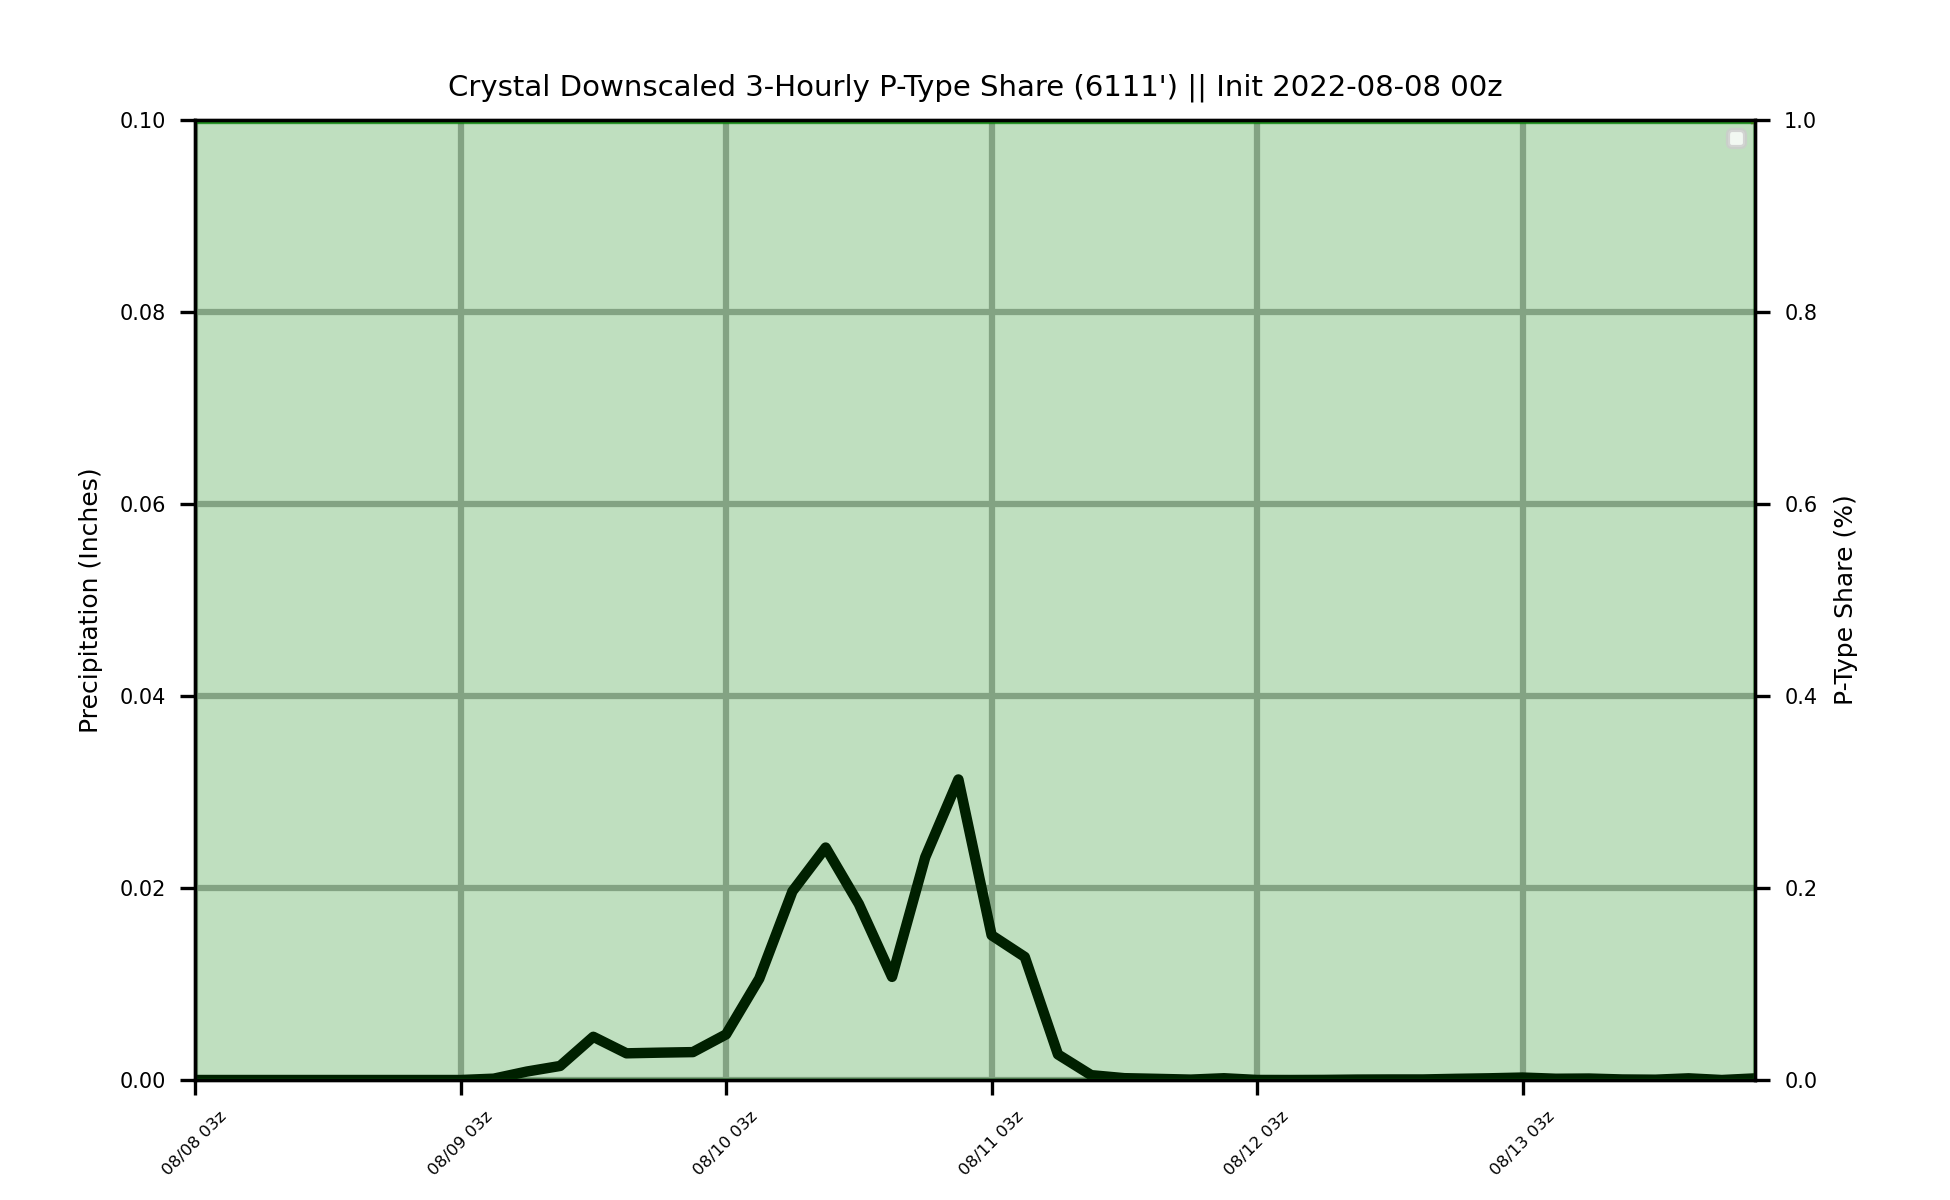 Crystal Downscaled 3-Hourly P-Type Share (6111') || Init 2022-08-08 00z
0.10
0.08
0.06
0.04
0.02
0.00
Precipitation (Inches)
1.0
0.8
0.6
0.4
0.2
0.0
P-Type Share (%)
08/08 03z
08/09 03z
08/10 03z
08/11 03z
08/12 03z
08/13 03z